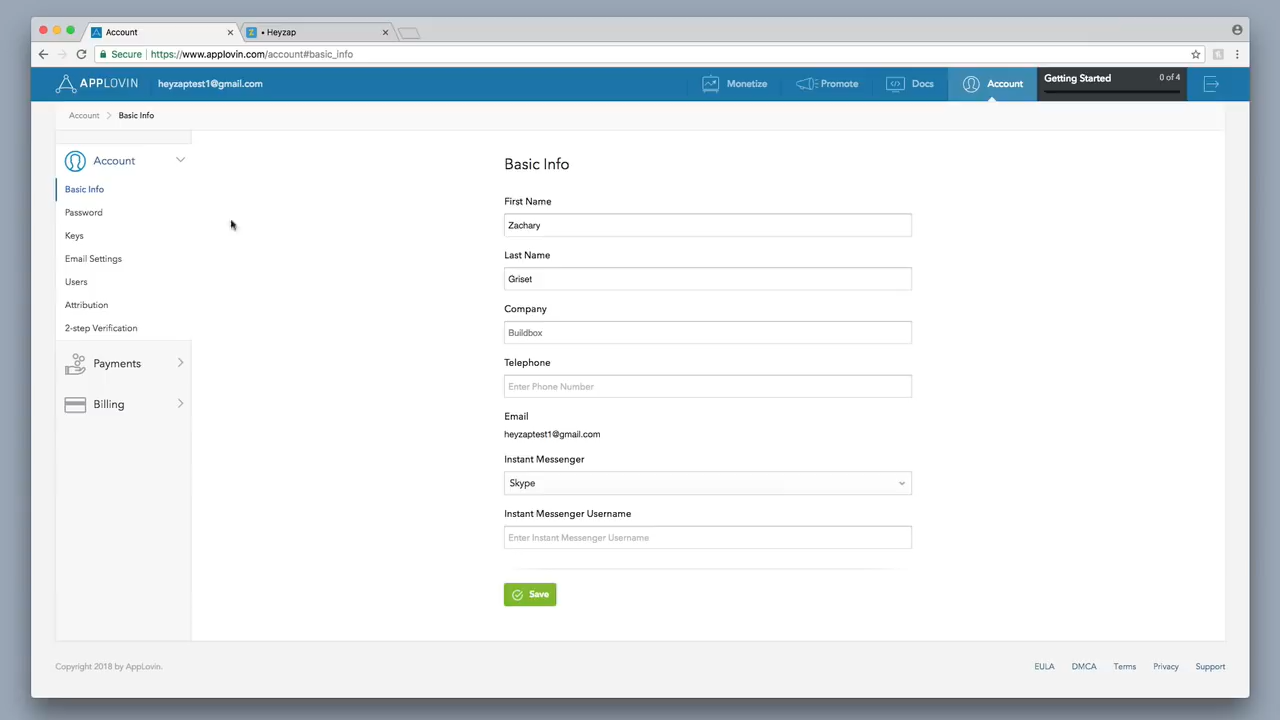 Account
• Heyzap
Secure https://www.applovin.com/account#basic_info
APPLOVIN heyzaptest1@gmail.com Monetize Promote Docs Account Getting Started 0 of 4
Account Basic Info
Account
Basic Info
Password
Keys
Email Settings
Users
Attribution
2-step Verification
Payments
Billing
Basic Info
First Name
Zachary
Last Name
Griset
Company
Buildbox
Telephone
Enter Phone Number
Email
heyzaptest1@gmail.com
Instant Messenger
Skype
Instant Messenger Username
Enter Instant Messenger Username
Save
Copyright 2018 by AppLovin. EULA DMCA Terms Privacy Support